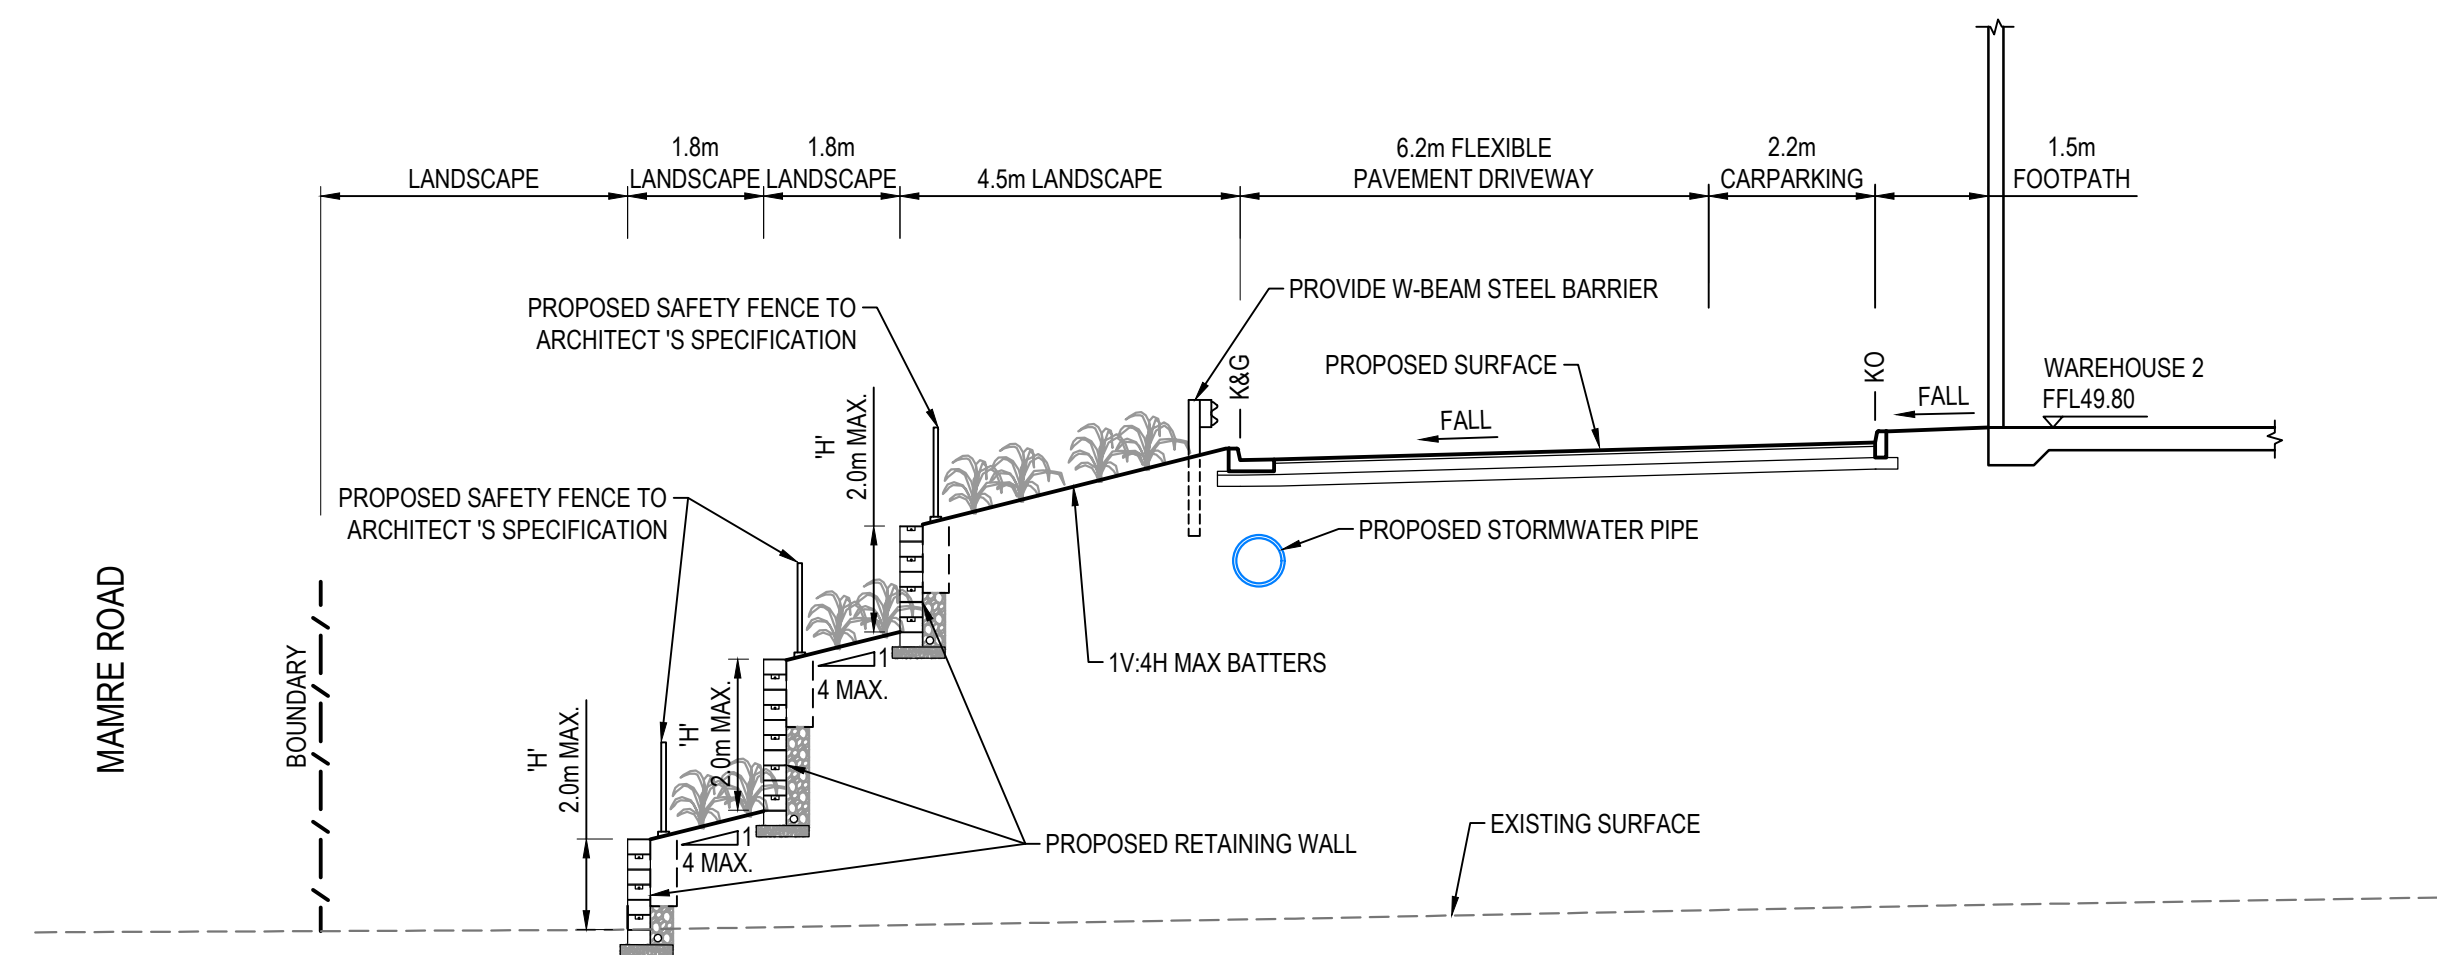 1.8m
1.8m
6.2m FLEXIBLE
2.2m
1.5m
LANDSCAPE
LANDSCAPE
LANDSCAPE
4.5m LANDSCAPE
PAVEMENT DRIVEWAY
CARPARKING
FOOTPATH
PROPOSED SAFETY FENCE TO
ARCHITECT 'S SPECIFICATION
PROVIDE W-BEAM STEEL BARRIER
K&G
PROPOSED SURFACE
KO
WAREHOUSE 2
FFL49.80
FALL
FALL
'H'
2.0m MAX.
PROPOSED SAFETY FENCE TO
ARCHITECT 'S SPECIFICATION
PROPOSED STORMWATER PIPE
MAMRE ROAD
BOUNDARY
1
4 MAX.
1V:4H MAX BATTERS
'H'
2.0m MAX.
'H'
2.0m MAX.
1
4 MAX.
PROPOSED RETAINING WALL
EXISTING SURFACE